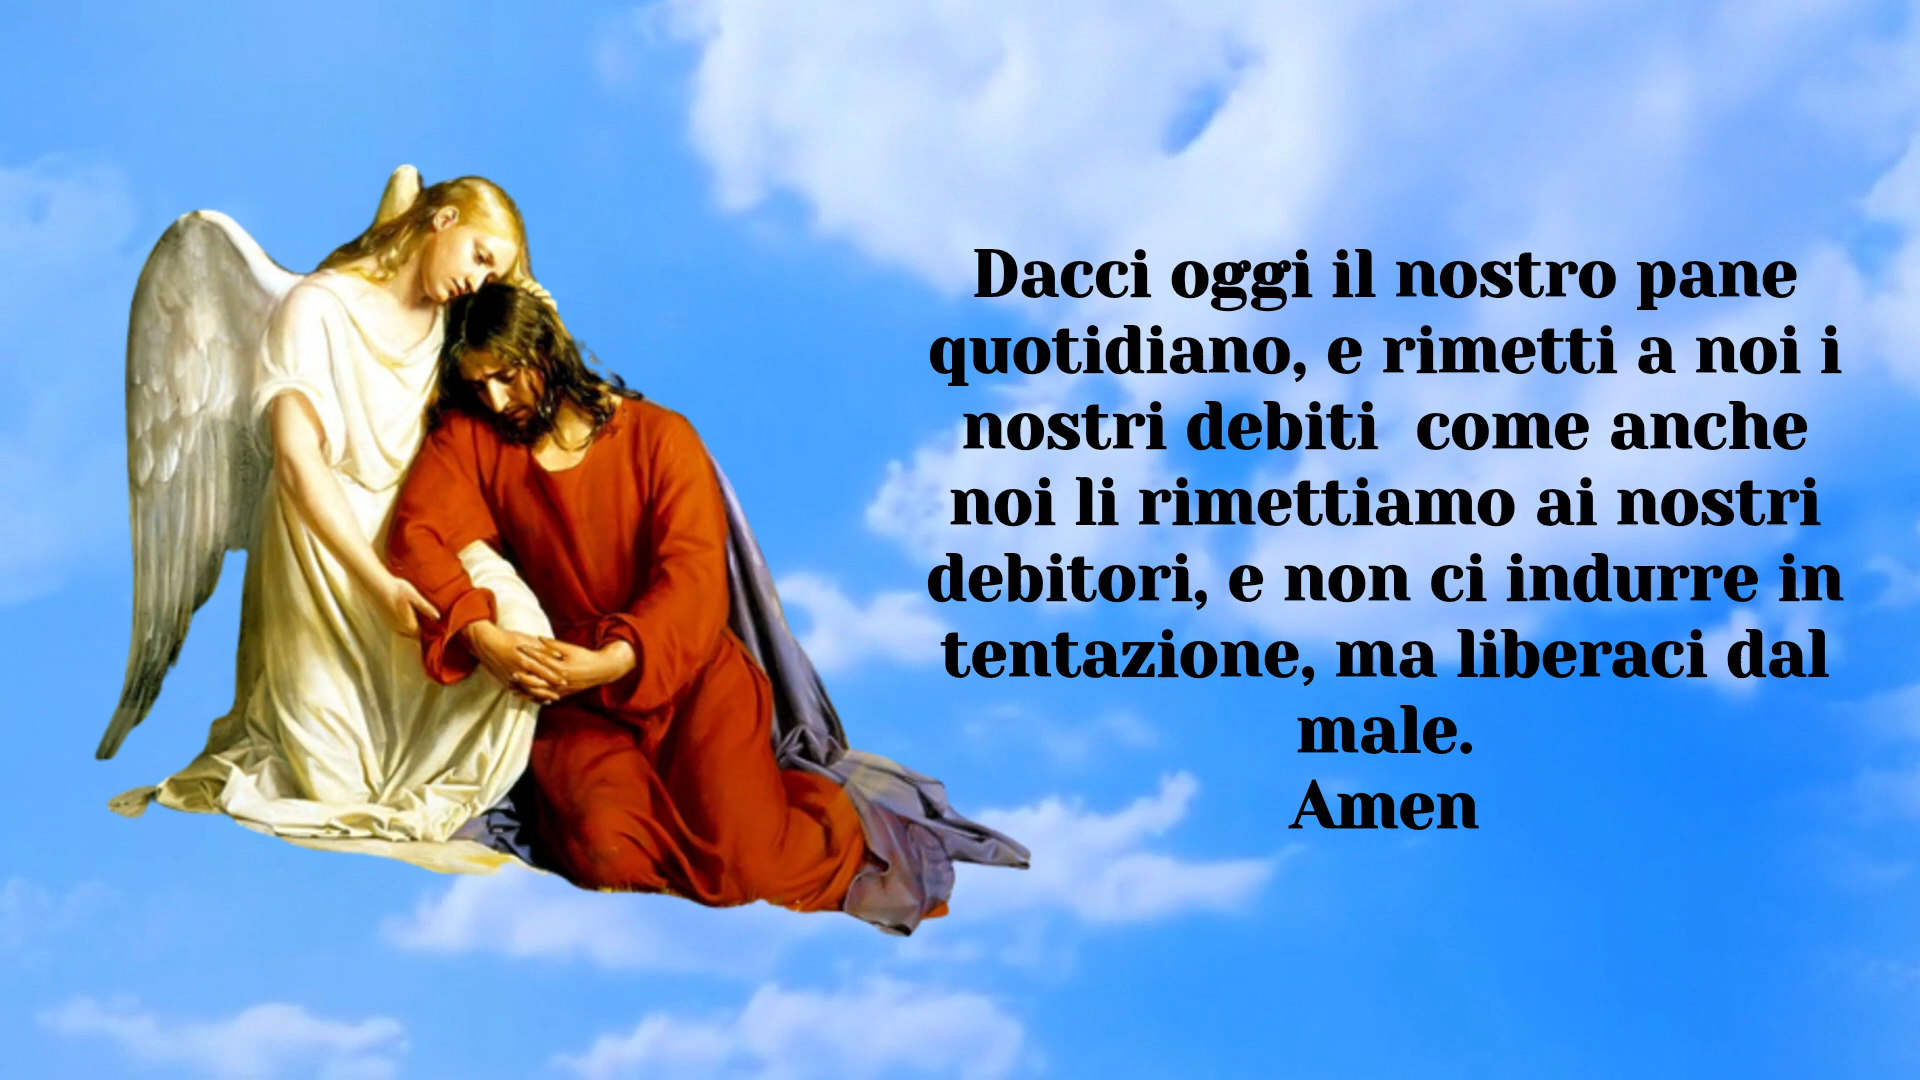 Dacci oggi il nostro pane
quotidiano, e rimetti a noi i
nostri debiti  come anche
noi li rimettiamo ai nostri
debitori, e non ci indurre in
tentazione, ma liberaci dal
male.
Amen